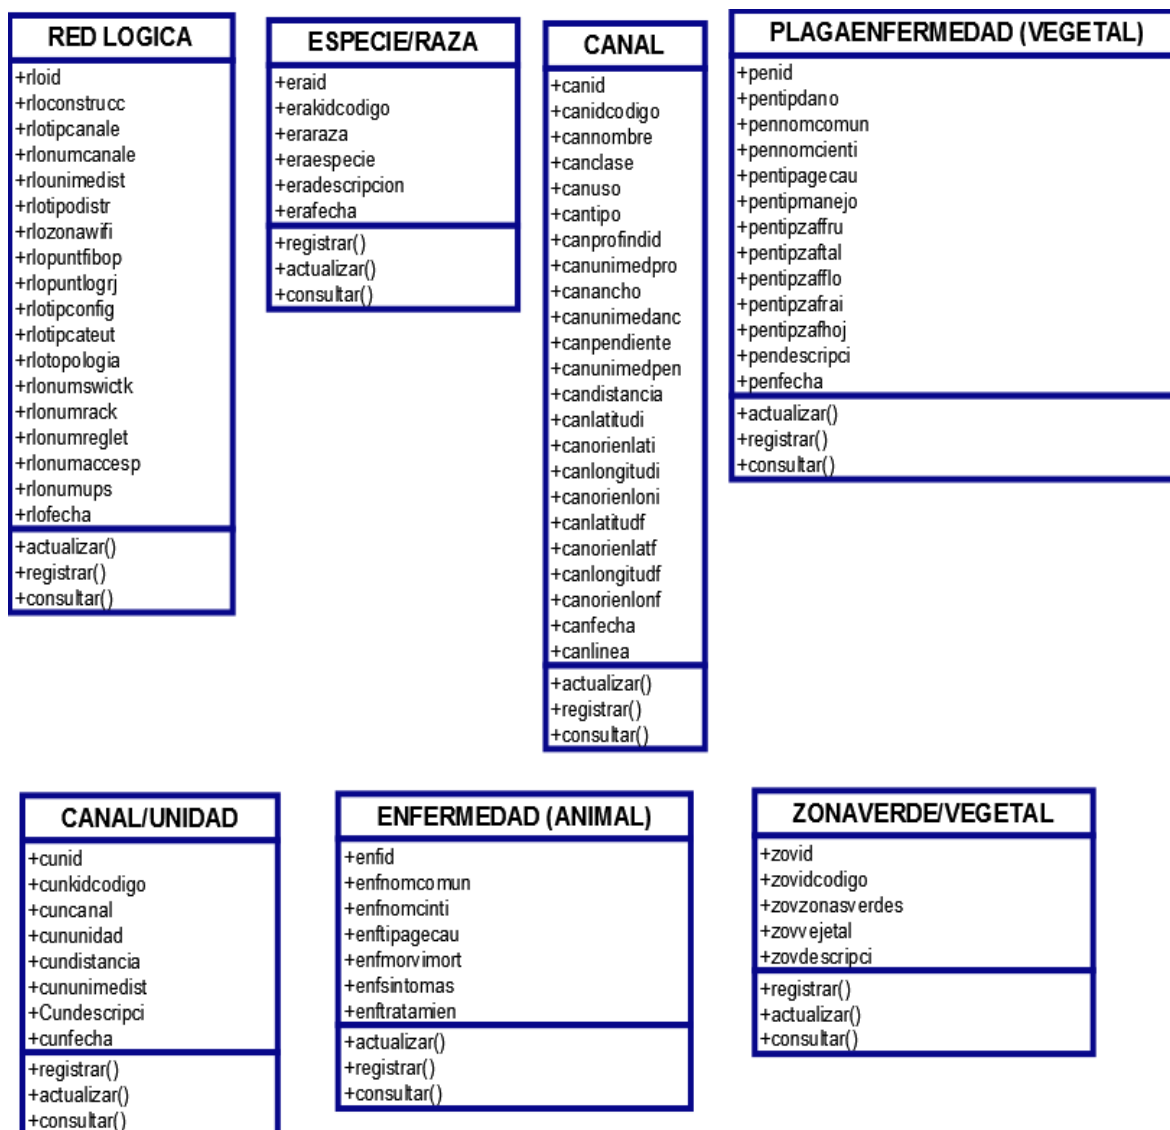 RED LOGICA
+rloid
+rloconstrucc
+rlotipcanale
+rlonumcanale
+rlounimedist
+rlotipodistr
+rlozonawifi
+rlopuntfibop
+rlopuntlogrj
+rlotipconfig
+rlotipcateut
+rlotopologia
+rlonumswictk
+rlonumrack
+rlonumreglet
+rlonumaccesp
+rlonumups
+rlofecha
+actualizar()
+registrar()
+consultar()
ESPECIE/RAZA
+eraid
+erakidcodigo
+eraraza
+eraespecie
+eradescripcion
+erafecha
+registrar()
+actualizar()
+consultar()
CANAL
+canid
+canidcodigo
+cannombre
+canclase
+canuso
+cantipo
+canprofindid
+canunimedpro
+canancho
+canunimedanc
+canpendiente
+canunimedpen
+candistancia
+canlatitudi
+canorienlati
+canlongitudi
+canorienloni
+canlatitudf
+canorienlatf
+canlongitudf
+canorienlonf
+canfecha
+canlinea
+actualizar()
+registrar()
+consultar()
PLAGAENFERMEDAD (VEGETAL)
+penid
+pentipdano
+pennomcomun
+pennomcienti
+pentipagecau
+pentipmanejo
+pentipzaffru
+pentipzaftal
+pentipzafflo
+pentipzafrai
+pentipzafhoj
+pendescripci
+penfecha
+actualizar()
+registrar()
+consultar()
CANAL/UNIDAD
+cunid
+cunkidcodigo
+cuncanal
+cununidad
+cundistancia
+cununimedist
+Cundescripci
+cunfecha
+registrar()
+actualizar()
+consultar()
ENFERMEDAD (ANIMAL)
+enfid
+enfnomcomun
+enfnomcinti
+enftipagecau
+enfmorvimort
+enfsintomas
+enftratamien
+actualizar()
+registrar()
+consultar()
ZONAVERDE/VEGETAL
+zovid
+zovidcodigo
+zovzonasverdes
+zovvejetal
+zovdescripci
+registrar()
+actualizar()
+consultar()